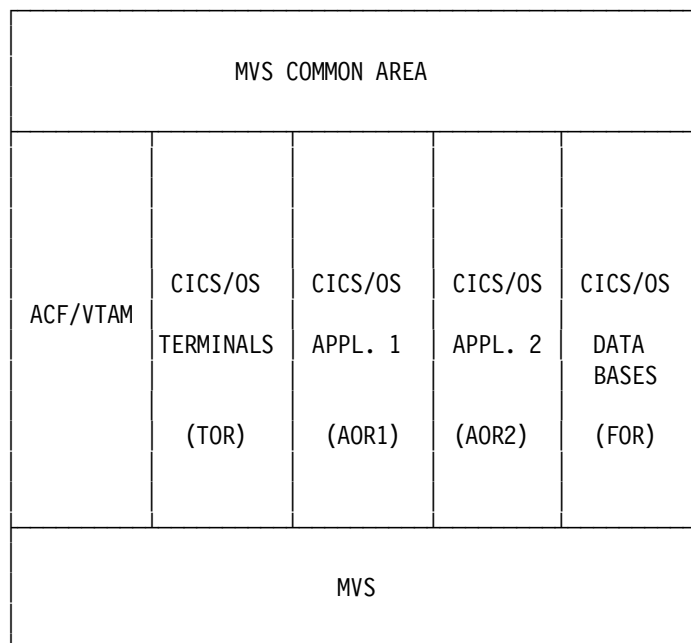 MVS COMMON AREA
CICS/OS CICS/OS CICS/OS CICS/OS
ACF/VTAM
TERMINALS APPL. 1 APPL. 2 DATA
BASES
(TOR) (AOR1) (AOR2) (FOR)
MVS